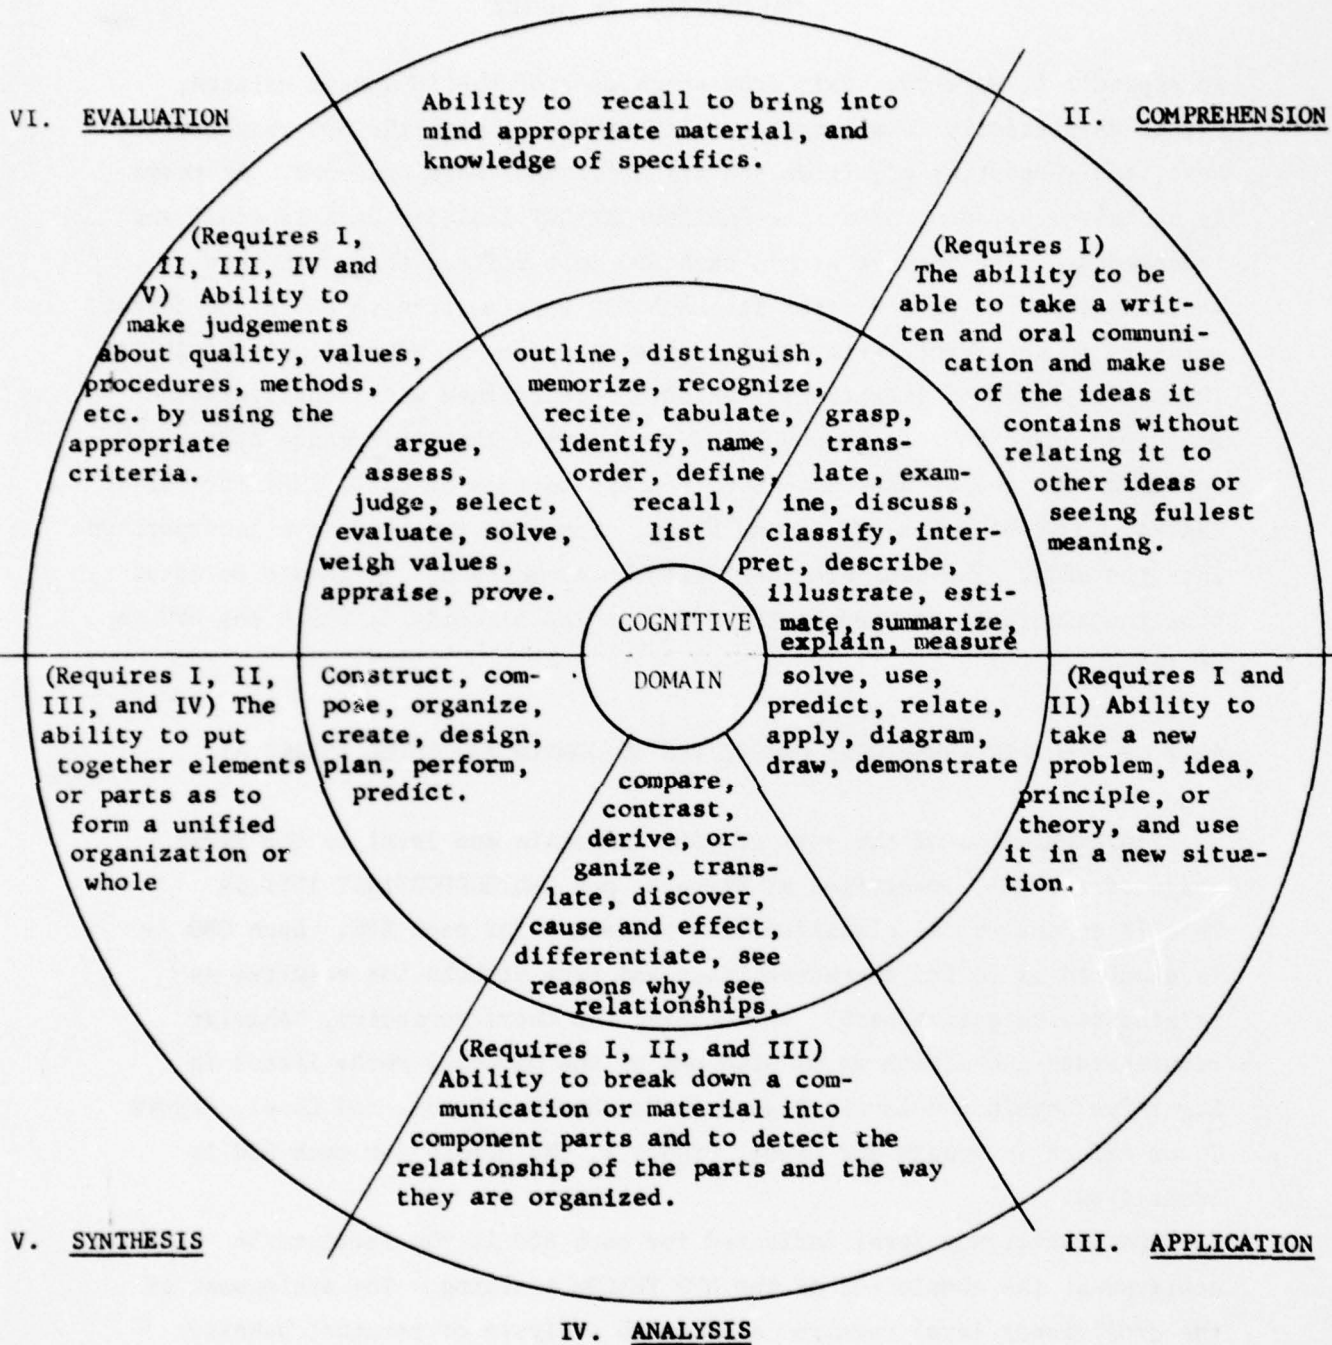 Ability to recall to bring into
mind appropriate material, and
knowledge of specifics.
outline, distinguish,
memorize, recognize,
recite, tabulate,
identify, name,
order, define,
recall,
list
II. COMPREHENSION
(Requires I)
The ability to be
able to take a writ-
ten and oral communi-
cation and make use
of the ideas it
contains without
relating it to
other ideas or
seeing fullest
meaning.
grasp,
trans-
late, exam-
ine, discuss,
classify, inter-
pret, describe,
illustrate, esti-
mate, summarize,
explain, measure
III. APPLICATION
(Requires I and
II) Ability to
take a new
problem, idea,
principle, or
theory, and use
it in a new situa-
tion.
solve, use,
predict, relate,
apply, diagram,
draw, demonstrate
IV. ANALYSIS
(Requires I, II, and III)
Ability to break down a com-
munication or material into
component parts and to detect the
relationship of the parts and the way
they are organized.
compare,
contrast,
derive, or-
ganize, trans-
late, discover,
cause and effect,
differentiate, see
reasons why, see
relationships.
V. SYNTHESIS
(Requires I, II,
III, and IV) The
ability to put
together elements
or parts as to
form a unified
organization or
whole
Construct, com-
pose, organize,
create, design,
plan, perform,
predict.
VI. EVALUATION
(Requires I,
II, III, IV and
V) Ability to
make judgements
about quality, values,
procedures, methods,
etc. by using the
appropriate
criteria.
argue,
assess,
judge, select,
evaluate, solve,
weigh values,
appraise, prove.
COGNITIVE
DOMAIN